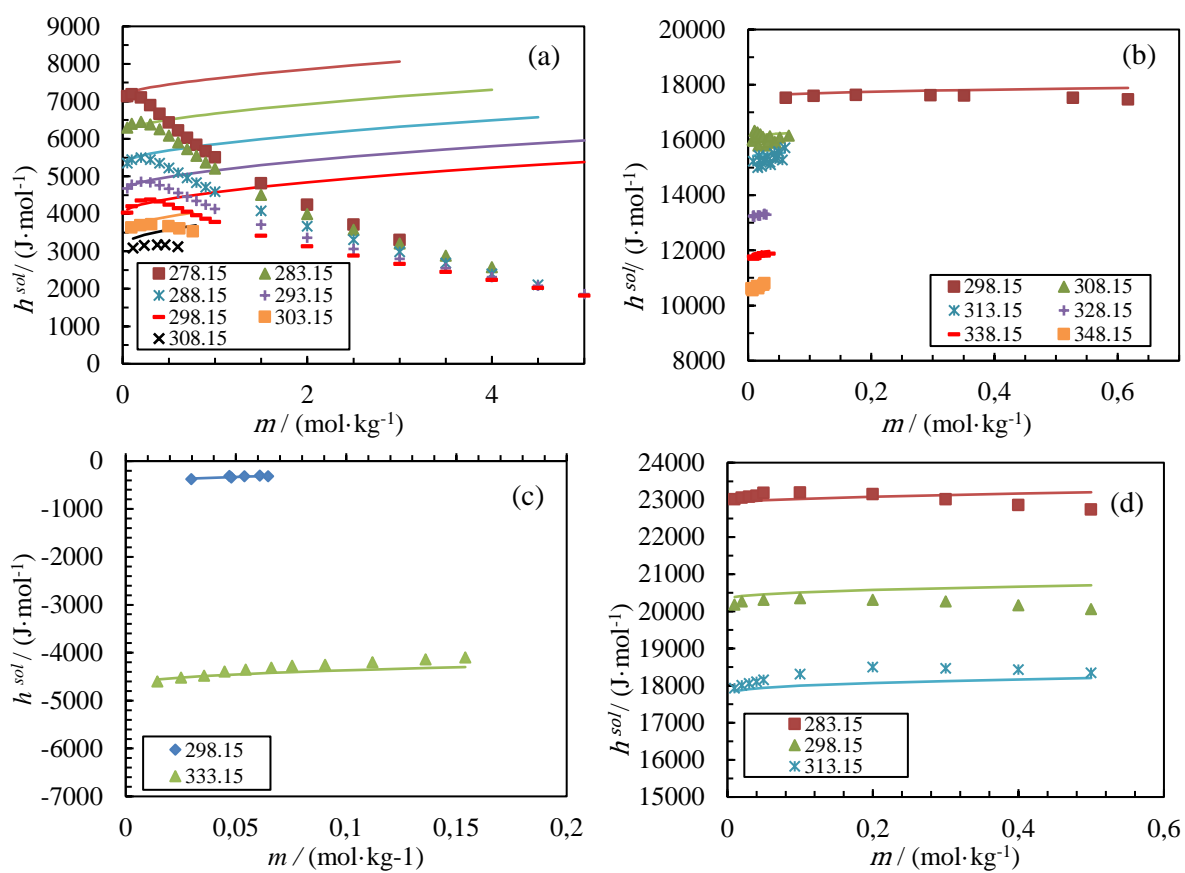 (a)
9000
8000
7000
6000
5000
4000
3000
2000
1000
0
h sol / (J·mol-1)
278.15 283.15
288.15 293.15
298.15 303.15
308.15
0 2 4
m / (mol·kg-1)
(b)
20000
18000
16000
14000
12000
10000
8000
h sol / (J·mol-1)
298.15 308.15
313.15 328.15
338.15 348.15
0 0,2 0,4 0,6
m / (mol·kg-1)
(c)
0
-1000
-2000
-3000
-4000
-5000
-6000
-7000
h sol / (J·mol-1)
298.15
333.15
0 0,05 0,1 0,15 0,2
m / (mol·kg-1)
(d)
24000
23000
22000
21000
20000
19000
18000
17000
16000
15000
h sol / (J·mol-1)
283.15
298.15
313.15
0 0,2 0,4 0,6
m / (mol·kg-1)